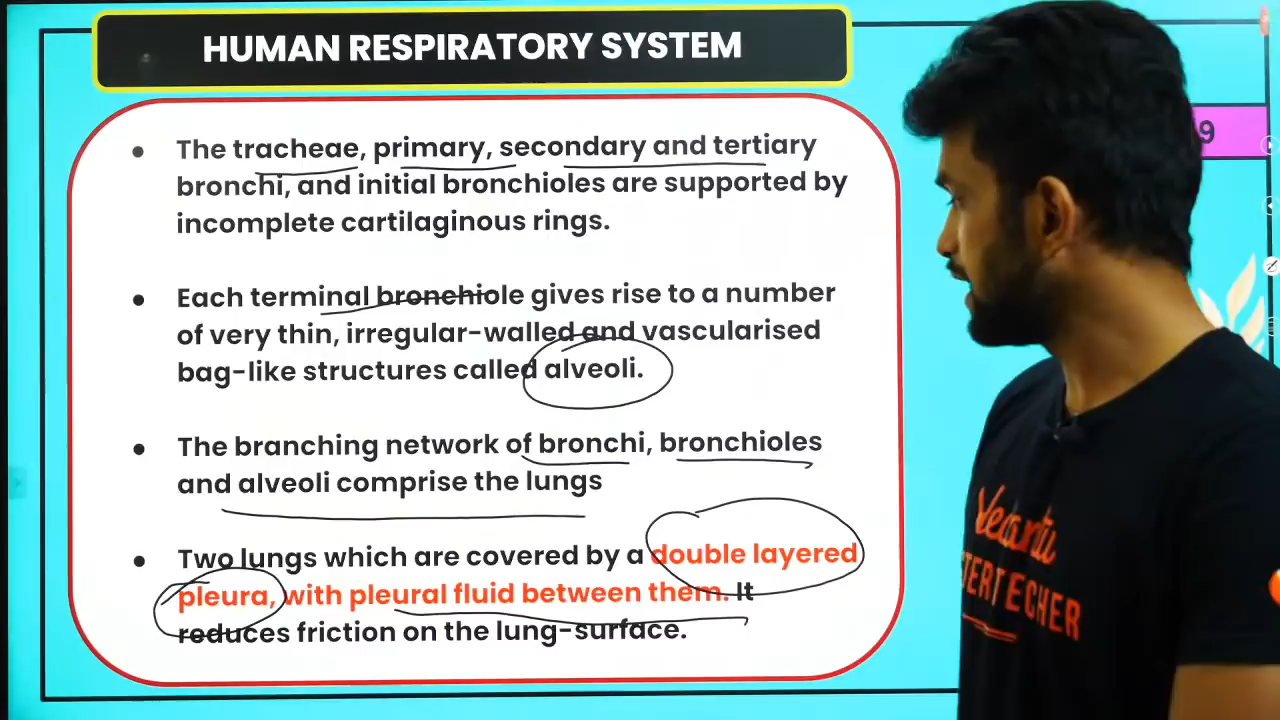 HUMAN RESPIRATORY SYSTEM
• The tracheae, primary, secondary and tertiary
bronchi, and initial bronchioles are supported by
incomplete cartilaginous rings.
• Each terminal bronchiole gives rise to a number
of very thin, irregular-walled and vascularised
bag-like structures called alveoli.
• The branching network of bronchi, bronchioles
and alveoli comprise the lungs
• Two lungs which are covered by a double layered
pleura, with pleural fluid between them. It
reduces friction on the lung-surface.
9
Vedantu